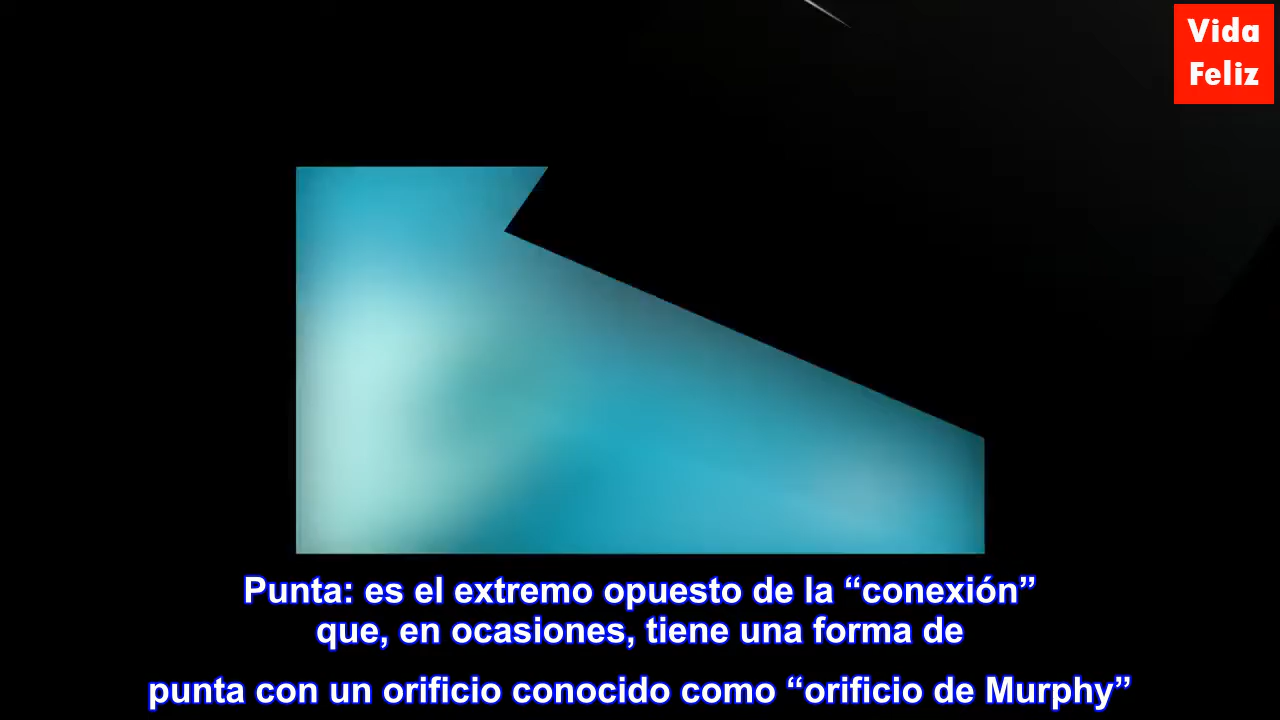 Vida
Feliz
Punta: es el extremo opuesto de la “conexión”
que, en ocasiones, tiene una forma de
punta con un orificio conocido como “orificio de Murphy”